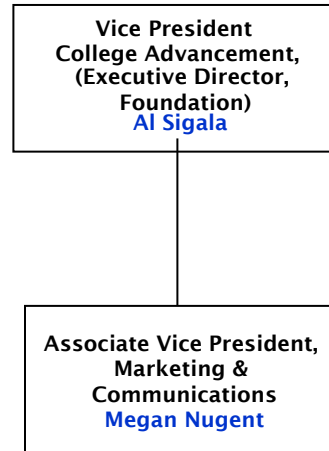 Vice President
College Advancement,
(Executive Director,
Foundation)
Al Sigala
Associate Vice President,
Marketing &
Communications
Megan Nugent